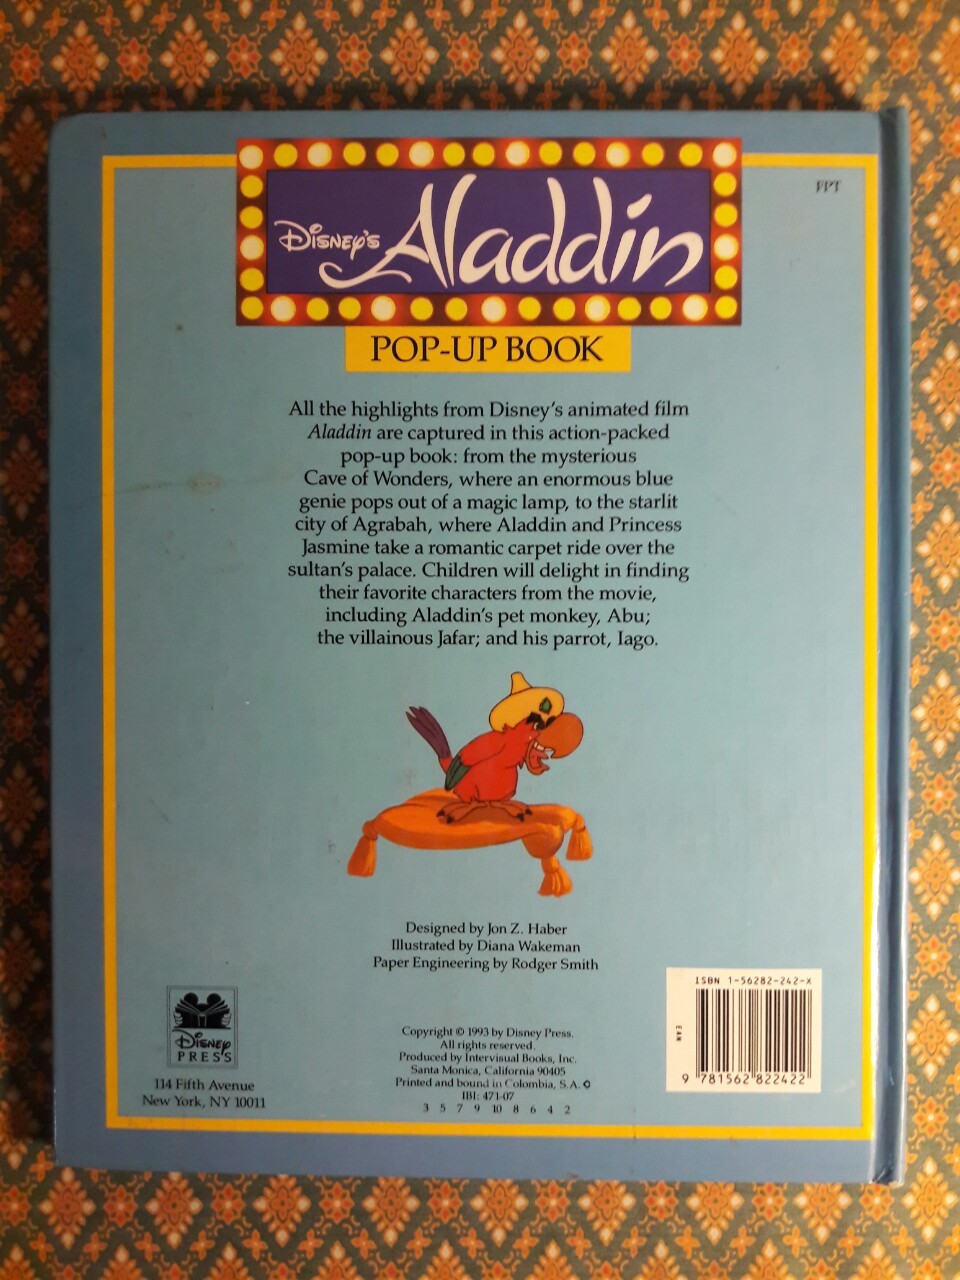 FPT
DISNEY'S Aladdin
POP-UP BOOK
All the highlights from Disney's animated film
Aladdin are captured in this action-packed
pop-up book: from the mysterious
Cave of Wonders, where an enormous blue
genie pops out of a magic lamp, to the starlit
city of Agrabah, where Aladdin and Princess
Jasmine take a romantic carpet ride over the
sultan's palace. Children will delight in finding
their favorite characters from the movie,
including Aladdin's pet monkey, Abu;
the villainous Jafar; and his parrot, Iago.
Designed by Jon Z. Haber
Illustrated by Diana Wakeman
Paper Engineering by Rodger Smith
Disney
PRESS
114 Fifth Avenue
New York, NY 10011
Copyright © 1993 by Disney Press.
All rights reserved.
Produced by Intervisual Books, Inc.
Santa Monica, California 90405
Printed and bound in Colombia, S.A.
IBI: 471-07
3 5 7 9 10 8 6 4 2
ISBN 1-56282-242-X
EAN
9 781562 822422